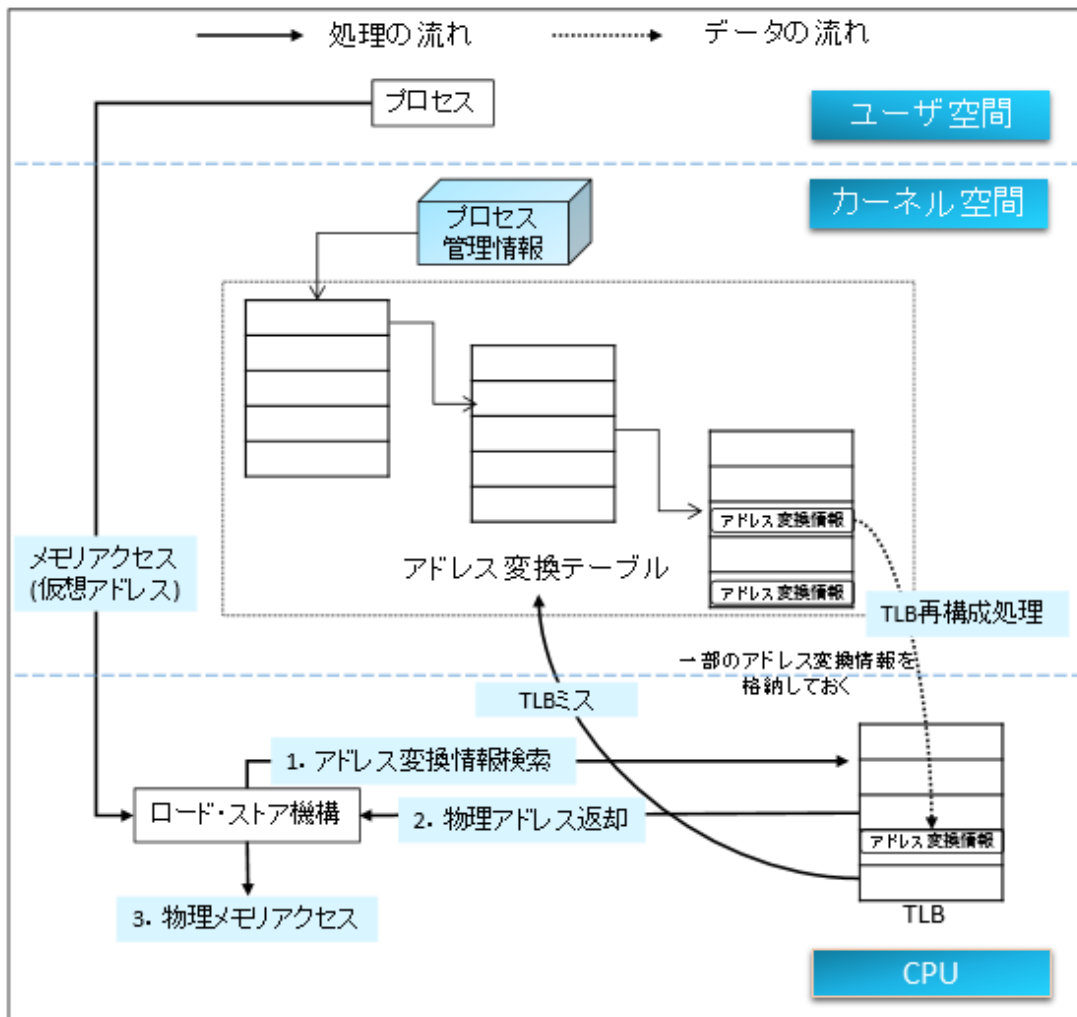 処理の流れ
データの流れ
プロセス
ユーザ空間
カーネル空間
プロセス
管理情報
アドレス変換情報
アドレス変換テーブル
アドレス変換情報
メモリアクセス
(仮想アドレス)
TLB再構成処理
一部のアドレス変換情報を
格納しておく
TLBミス
1. アドレス変換情報検索
ロード・ストア機構
2. 物理アドレス返却
アドレス変換情報
3. 物理メモリアクセス
TLB
CPU